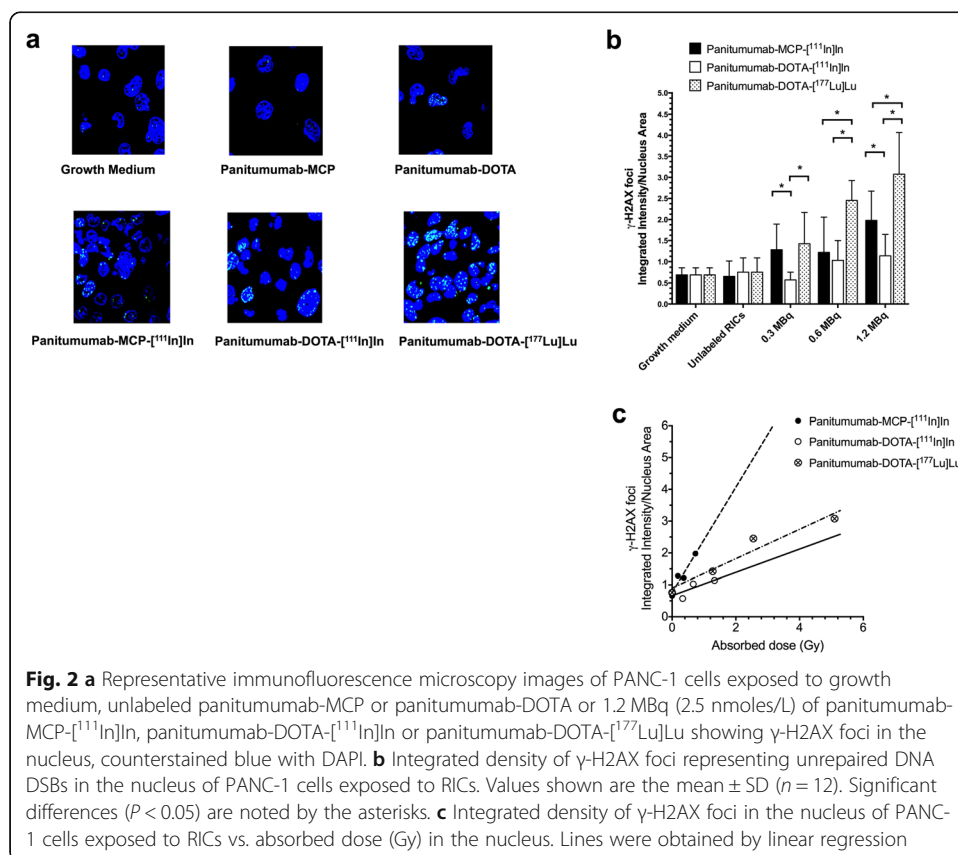 a
Growth Medium
Panitumumab-MCP
Panitumumab-DOTA
Panitumumab-MCP-[¹¹¹In]In
Panitumumab-DOTA-[¹¹¹In]In
Panitumumab-DOTA-[¹⁷⁷Lu]Lu
b
Panitumumab-MCP-[¹¹¹In]In
Panitumumab-DOTA-[¹¹¹In]In
Panitumumab-DOTA-[¹⁷⁷Lu]Lu
γ-H2AX foci
Integrated Intensity/Nucleus Area
5.0
4.5
4.0
3.5
3.0
2.5
2.0
1.5
1.0
0.5
0.0
* * * * * * *
Growth medium
Unlabeled RICs
0.3 MBq
0.6 MBq
1.2 MBq
c
Panitumumab-MCP-[¹¹¹In]In
Panitumumab-DOTA-[¹¹¹In]In
Panitumumab-DOTA-[¹⁷⁷Lu]Lu
γ-H2AX foci
Integrated Intensity/Nucleus Area
6
5
4
3
2
1
0
0 2 4 6
Absorbed dose (Gy)
Fig. 2 a Representative immunofluorescence microscopy images of PANC-1 cells exposed to growth
medium, unlabeled panitumumab-MCP or panitumumab-DOTA or 1.2 MBq (2.5 nmoles/L) of panitumumab-
MCP-[¹¹¹In]In, panitumumab-DOTA-[¹¹¹In]In or panitumumab-DOTA-[¹⁷⁷Lu]Lu showing γ-H2AX foci in the
nucleus, counterstained blue with DAPI. b Integrated density of γ-H2AX foci representing unrepaired DNA
DSBs in the nucleus of PANC-1 cells exposed to RICs. Values shown are the mean ± SD (n = 12). Significant
differences (P < 0.05) are noted by the asterisks. c Integrated density of γ-H2AX foci in the nucleus of PANC-
1 cells exposed to RICs vs. absorbed dose (Gy) in the nucleus. Lines were obtained by linear regression